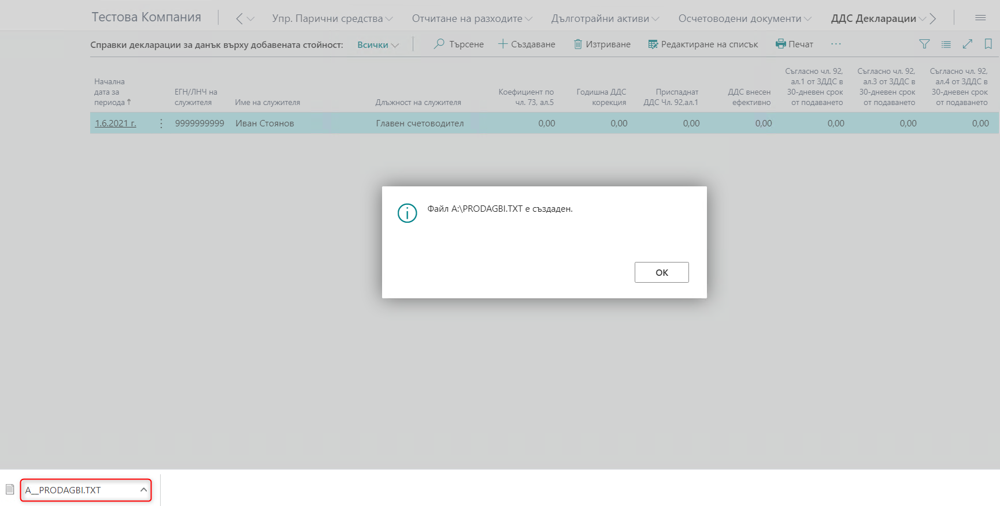 Тестова Компания
Упр. Парични средства
Отчитане на разходите
Дълготрайни активи
Осчетоводени документи
ДДС Декларации
Справки декларации за данък върху добавената стойност:
Всички
Търсене
Създаване
Изтриване
Редактиране на списък
Печат
...
Начална
дата за
периода ↑
ЕГН/ЛНЧ на
служителя
Име на служителя
Длъжност на служителя
Коефициент по
чл. 73, ал.5
Годишна ДДС
корекция
Приспаднат
ДДС Чл. 92,ал.1
ДДС внесен
ефективно
Съгласно чл. 92,
ал.1 от ЗДДС в
30-дневен срок
от подаването
Съгласно чл. 92,
ал.3 от ЗДДС в
30-дневен срок
от подаването
Съгласно чл. 92,
ал.4 от ЗДДС в
30-дневен срок
от подаването
1.6.2021 г. 9999999999 Иван Стоянов Главен счетоводител 0,00 0,00 0,00 0,00 0,00 0,00 0,00
Файл A:\PRODAGBI.TXT е създаден.
OK
A__PRODAGBI.TXT